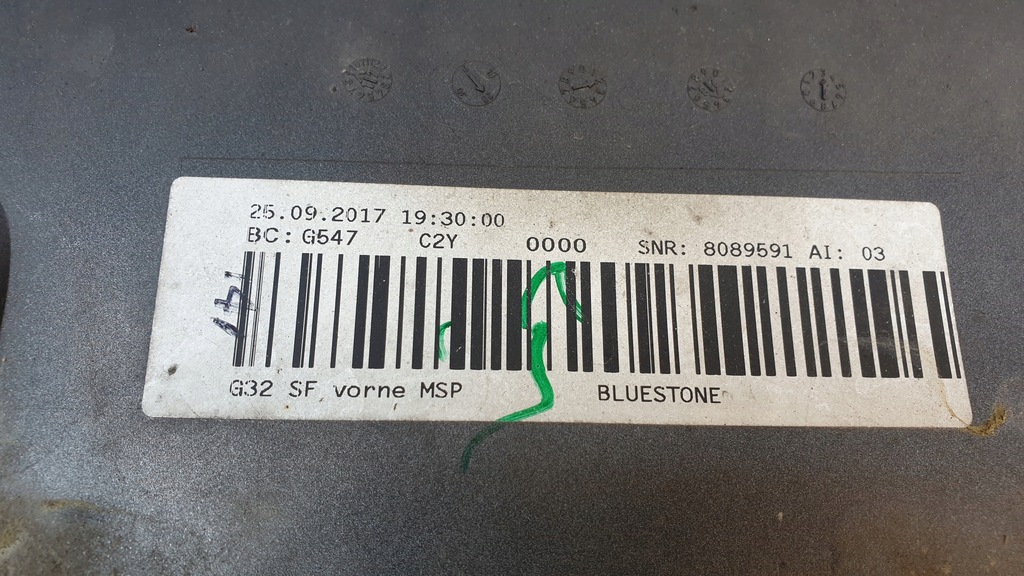 25.09.2017 19:30:00
BC: G547 C2Y 0000 SNR: 8089591 AI: 03
G32 SF vorne MSP BLUESTONE